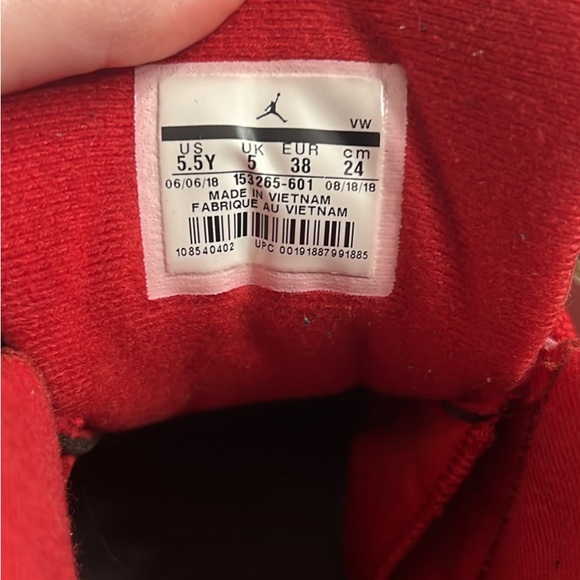 VW
US UK EUR cm
5.5Y 5 38 24
06/06/18 153265-601 08/18/18
MADE IN VIETNAM
FABRIQUE AU VIETNAM
108540402 UPC 00191887991885